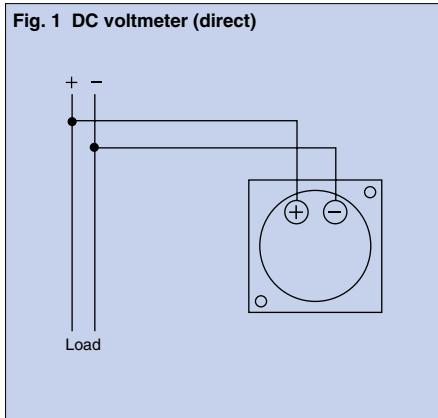 Fig. 1 DC voltmeter (direct)
+ −
+ −
Load